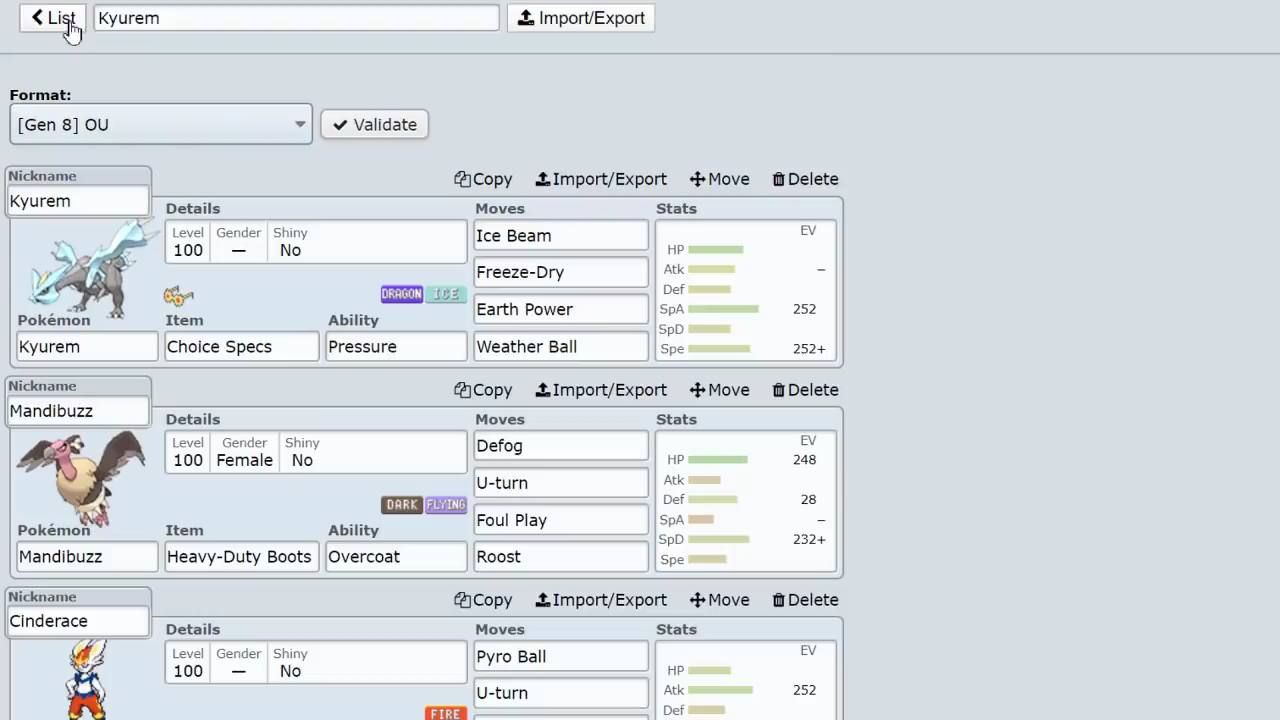 List
Kyurem
Import/Export
Format:
[Gen 8] OU
Validate
Nickname
Kyurem
Copy
Import/Export
Move
Delete
Details
Moves
Stats
Level
100
Gender
—
Shiny
No
DRAGON
ICE
Pokémon
Kyurem
Item
Choice Specs
Ability
Pressure
Ice Beam
Freeze-Dry
Earth Power
Weather Ball
EV
HP
Atk –
Def
SpA 252
SpD
Spe 252+
Nickname
Mandibuzz
Copy
Import/Export
Move
Delete
Details
Moves
Stats
Level
100
Gender
Female
Shiny
No
DARK
FLYING
Pokémon
Mandibuzz
Item
Heavy-Duty Boots
Ability
Overcoat
Defog
U-turn
Foul Play
Roost
EV
HP 248
Atk
Def 28
SpA –
SpD 232+
Spe
Nickname
Cinderace
Copy
Import/Export
Move
Delete
Details
Moves
Stats
Level
100
Gender
—
Shiny
No
FIRE
Pyro Ball
U-turn
EV
HP
Atk 252
Def